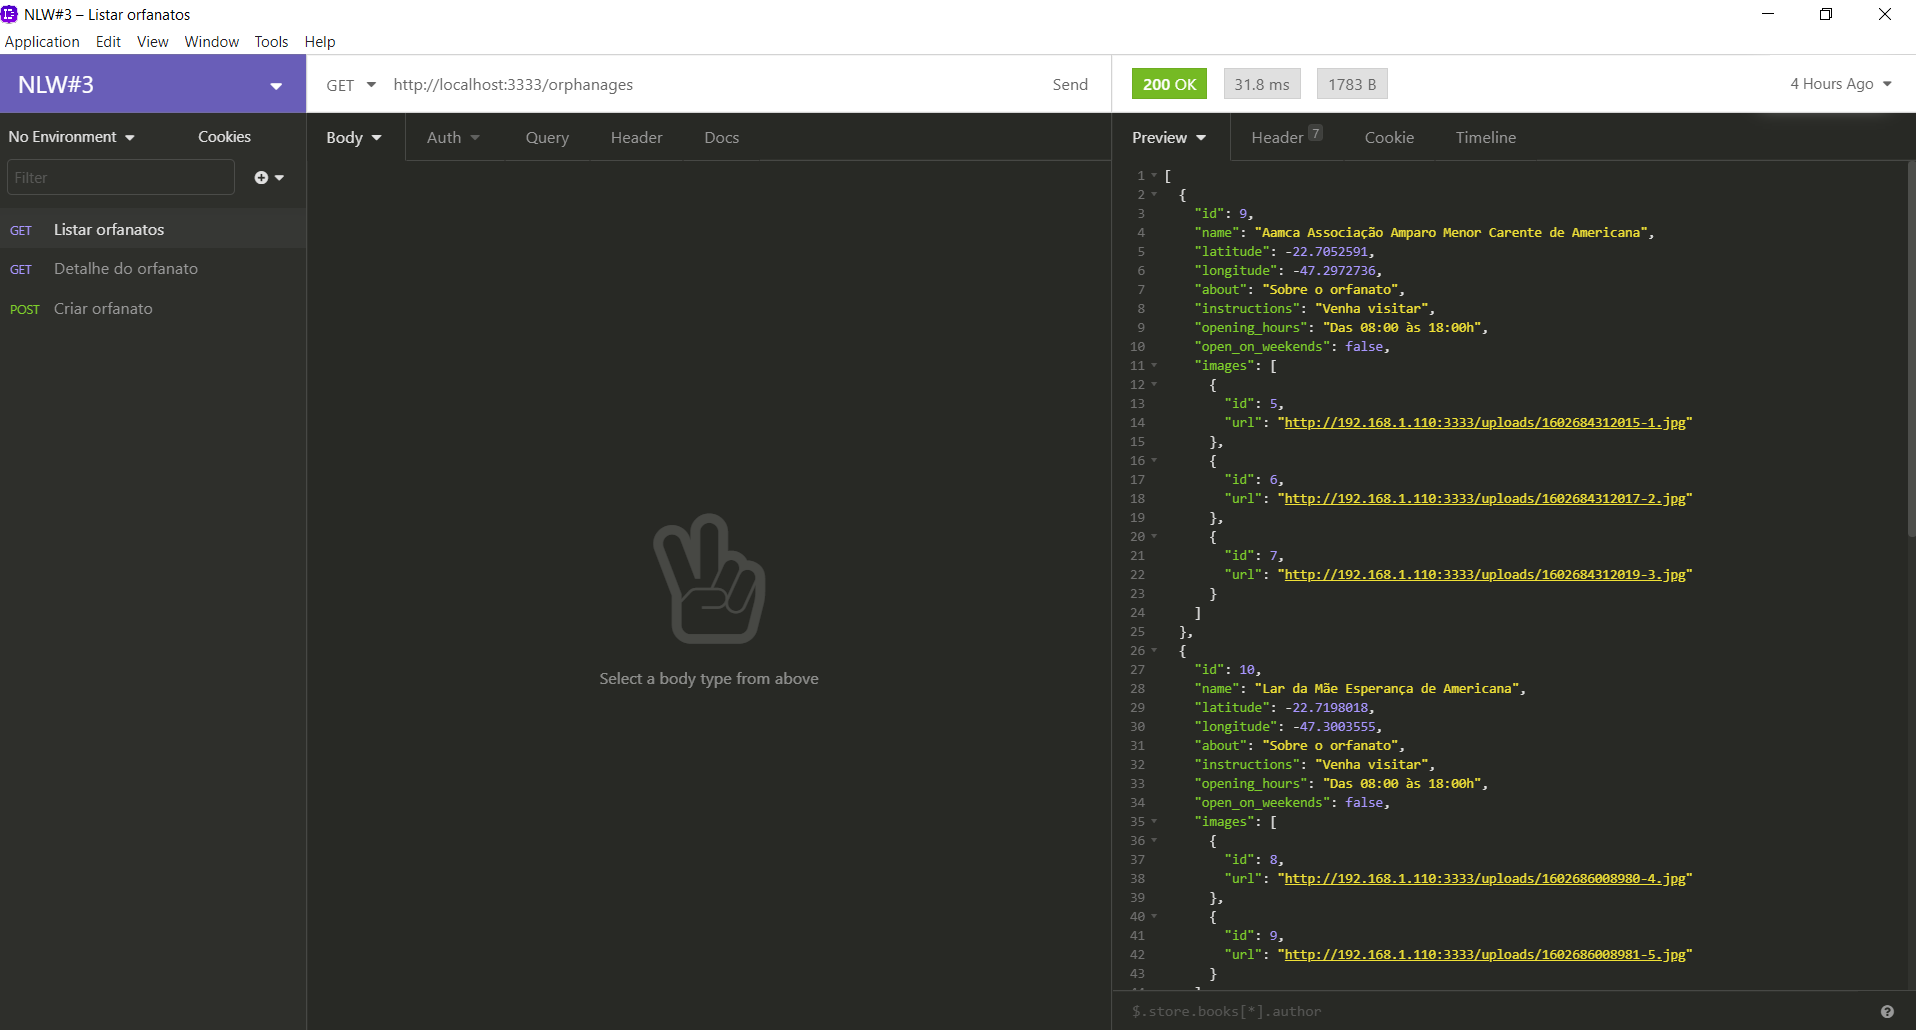 NLW#3 – Listar orfanatos
Application Edit View Window Tools Help
NLW#3
GET http://localhost:3333/orphanages Send
200 OK 31.8 ms 1783 B 4 Hours Ago
No Environment Cookies
Body Auth Query Header Docs
Preview Header 7 Cookie Timeline
Filter
GET Listar orfanatos
GET Detalhe do orfanato
POST Criar orfanato
Select a body type from above
1 [
2 {
3 "id": 9,
4 "name": "Aamca Associação Amparo Menor Carente de Americana",
5 "latitude": -22.7052591,
6 "longitude": -47.2972736,
7 "about": "Sobre o orfanato",
8 "instructions": "Venha visitar",
9 "opening_hours": "Das 08:00 às 18:00h",
10 "open_on_weekends": false,
11 "images": [
12 {
13 "id": 5,
14 "url": "http://192.168.1.110:3333/uploads/1602684312015-1.jpg"
15 },
16 {
17 "id": 6,
18 "url": "http://192.168.1.110:3333/uploads/1602684312017-2.jpg"
19 },
20 {
21 "id": 7,
22 "url": "http://192.168.1.110:3333/uploads/1602684312019-3.jpg"
23 }
24 ]
25 },
26 {
27 "id": 10,
28 "name": "Lar da Mãe Esperança de Americana",
29 "latitude": -22.7198018,
30 "longitude": -47.3003555,
31 "about": "Sobre o orfanato",
32 "instructions": "Venha visitar",
33 "opening_hours": "Das 08:00 às 18:00h",
34 "open_on_weekends": false,
35 "images": [
36 {
37 "id": 8,
38 "url": "http://192.168.1.110:3333/uploads/1602686008980-4.jpg"
39 },
40 {
41 "id": 9,
42 "url": "http://192.168.1.110:3333/uploads/1602686008981-5.jpg"
43 }
$.store.books[*].author